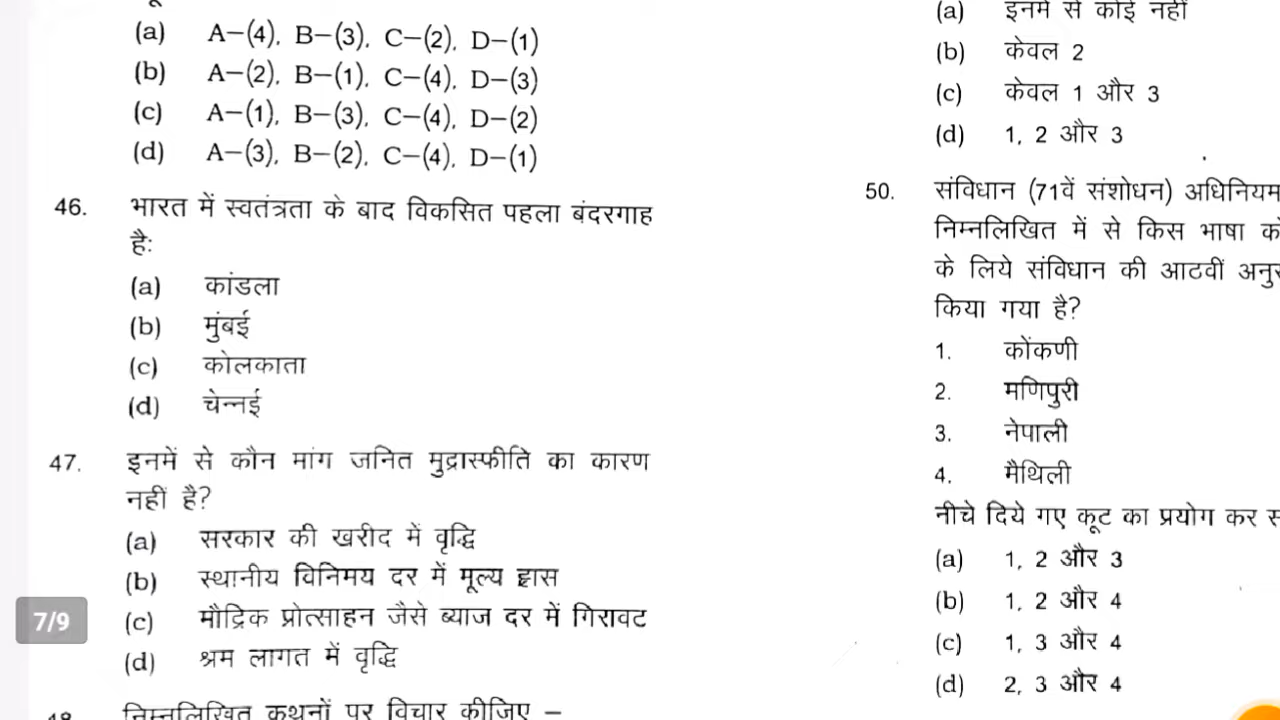 (a) A–(4), B–(3), C–(2), D–(1)
(b) A–(2), B–(1), C–(4), D–(3)
(c) A–(1), B–(3), C–(4), D–(2)
(d) A–(3), B–(2), C–(4), D–(1)
46. भारत में स्वतंत्रता के बाद विकसित पहला बंदरगाह
है:
(a) कांडला
(b) मुंबई
(c) कोलकाता
(d) चेन्नई
47. इनमें से कौन मांग जनित मुद्रास्फीति का कारण
नहीं है?
(a) सरकार की खरीद में वृद्धि
(b) स्थानीय विनिमय दर में मूल्य ह्रास
(c) मौद्रिक प्रोत्साहन जैसे ब्याज दर में गिरावट
(d) श्रम लागत में वृद्धि
48. निम्नलिखित कथनों पर विचार कीजिए –
7/9
(a) इनमें से कोई नहीं
(b) केवल 2
(c) केवल 1 और 3
(d) 1, 2 और 3
50. संविधान (71वें संशोधन) अधिनियम
निम्नलिखित में से किस भाषा
के लिये संविधान की आटवीं
किया गया है?
1. कोंकणी
2. मणिपुरी
3. नेपाली
4. मैथिली
नीचे दिये गए कूट का प्रयोग कर
(a) 1, 2 और 3
(b) 1, 2 और 4
(c) 1, 3 और 4
(d) 2, 3 और 4